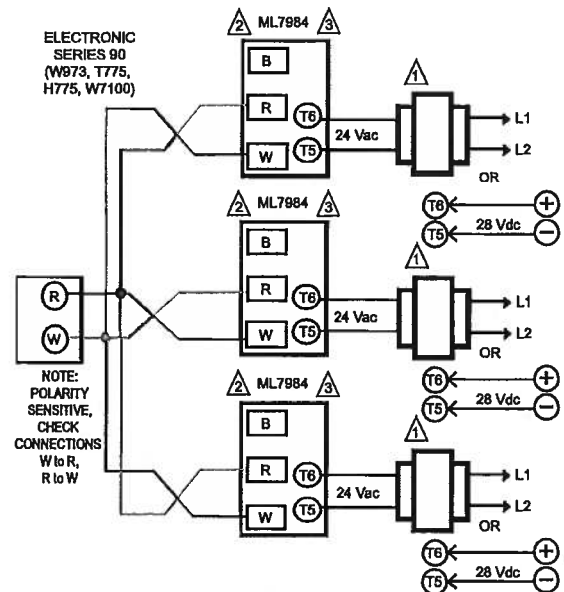 ELECTRONIC
SERIES 90
(W973, T775,
H775, W7100)
2 ML7984 3
B
R
W
T6
T5
24 Vac
1
L1
L2
OR
T6 +
T5 28 Vdc −
2 ML7984 3
B
R
W
T6
T5
24 Vac
1
L1
L2
OR
T6 +
T5 28 Vdc −
R
W
NOTE:
POLARITY
SENSITIVE,
CHECK
CONNECTIONS
W to R,
R to W
2 ML7984 3
B
R
W
T6
T5
24 Vac
1
L1
L2
OR
T6 +
T5 28 Vdc −